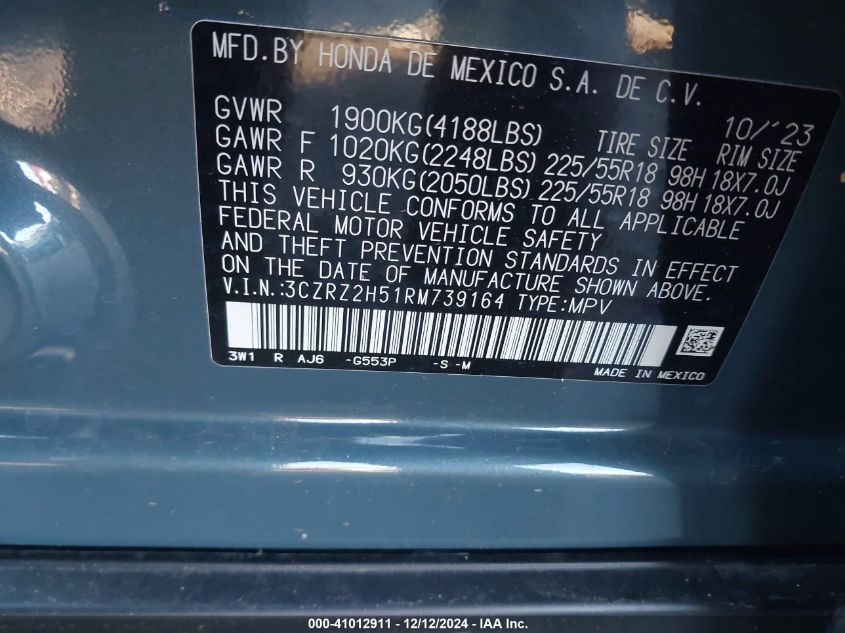 MFD. BY HONDA DE MEXICO S.A. DE C.V.
10/'23
GVWR 1900KG(4188LBS) TIRE SIZE RIM SIZE
GAWR F 1020KG(2248LBS) 225/55R18 98H 18X7.0J
GAWR R 930KG(2050LBS) 225/55R18 98H 18X7.0J
THIS VEHICLE CONFORMS TO ALL APPLICABLE
FEDERAL MOTOR VEHICLE SAFETY
AND THEFT PREVENTION STANDARDS IN EFFECT
ON THE DATE OF MANUFACTURE SHOWN ABOVE.
V.I.N.:3CZRZ2H51RM739164 TYPE:MPV
3W1 R AJ6 -G553P -S -M
MADE IN MEXICO
000-41012911 - 12/12/2024 - IAA Inc.